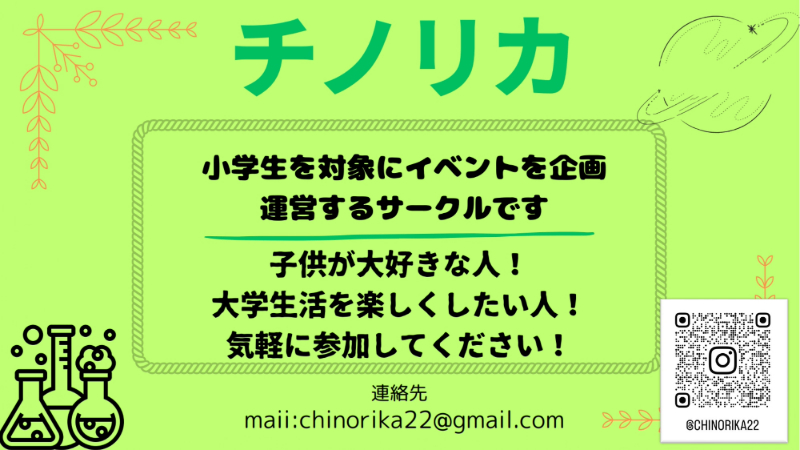 チノリカ
小学生を対象にイベントを企画
運営するサークルです
子供が大好きな人！
大学生活を楽しくしたい人！
気軽に参加してください！
連絡先
maii:chinorika22@gmail.com
@CHINORIKA22